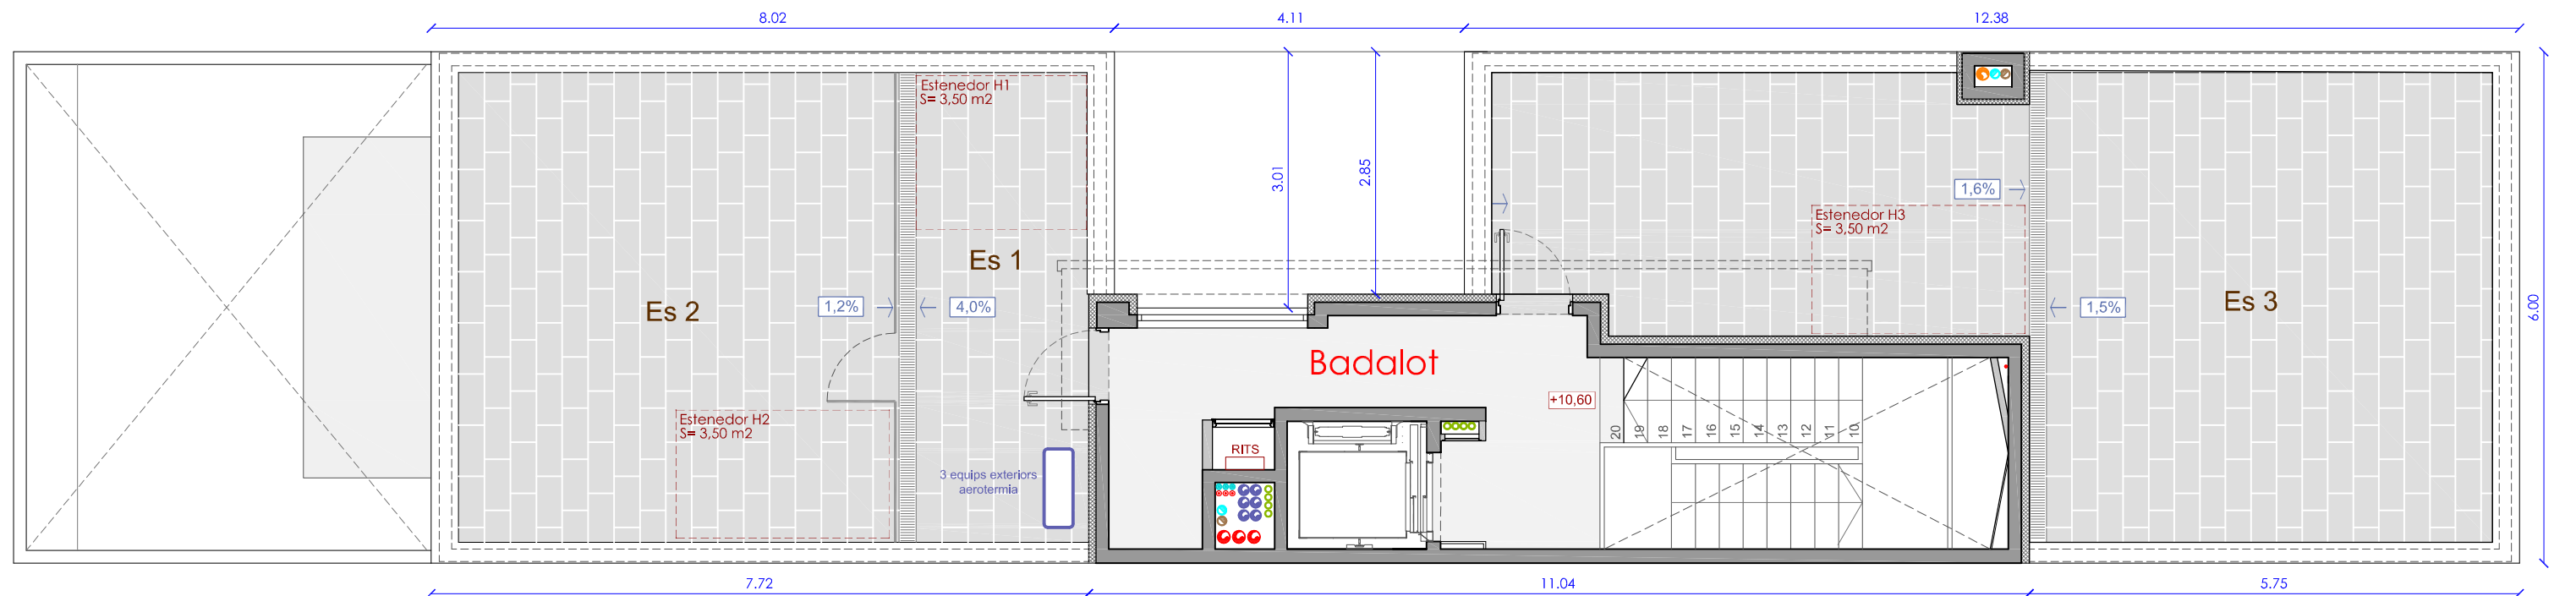 8.02
4.11
12.38
Estenedor H1
S= 3,50 m2
3.01
2.85
1,6%
Estenedor H3
S= 3,50 m2
Es 1
Es 2
1,2%
4,0%
1,5%
Es 3
6.00
Badalot
+10,60
Estenedor H2
S= 3,50 m2
20 19 18 17 16 15 14 13 12 11 10
RITS
3 equips exteriors
aerotermia
7.72
11.04
5.75